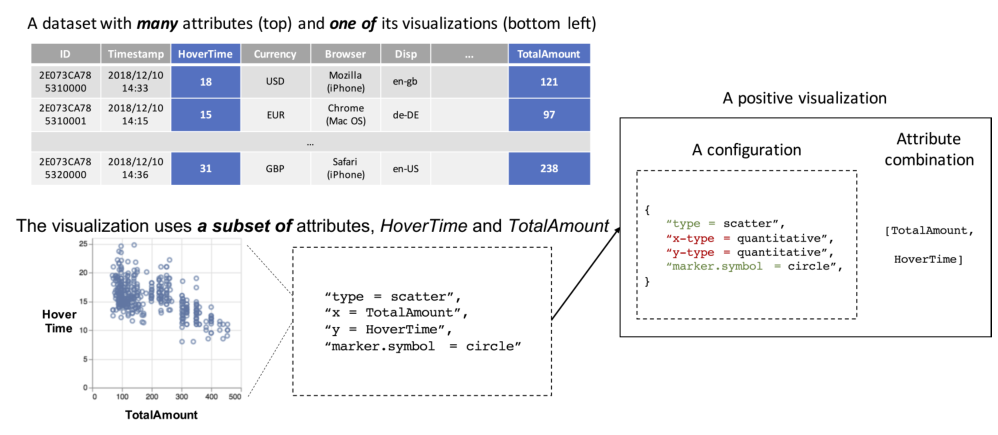 A dataset with many attributes (top) and one of its visualizations (bottom left)
ID Timestamp HoverTime Currency Browser Disp ... TotalAmount
2E073CA78 5310000 2018/12/10 14:33 18 USD Mozilla (iPhone) en-gb 121
2E073CA78 5310001 2018/12/10 14:15 15 EUR Chrome (Mac OS) de-DE 97
...
2E073CA78 5320000 2018/12/10 14:36 31 GBP Safari (iPhone) en-US 238
The visualization uses a subset of attributes, HoverTime and TotalAmount
25
20
15
10
5
0
Hover
Time
0 100 200 300 400 500
TotalAmount
“type = scatter”,
“x = TotalAmount”,
“y = HoverTime”,
“marker.symbol = circle”
A positive visualization
A configuration
{
“type = scatter”,
“x-type = quantitative”,
“y-type = quantitative”,
“marker.symbol = circle”,
}
Attribute
combination
[TotalAmount,
HoverTime]